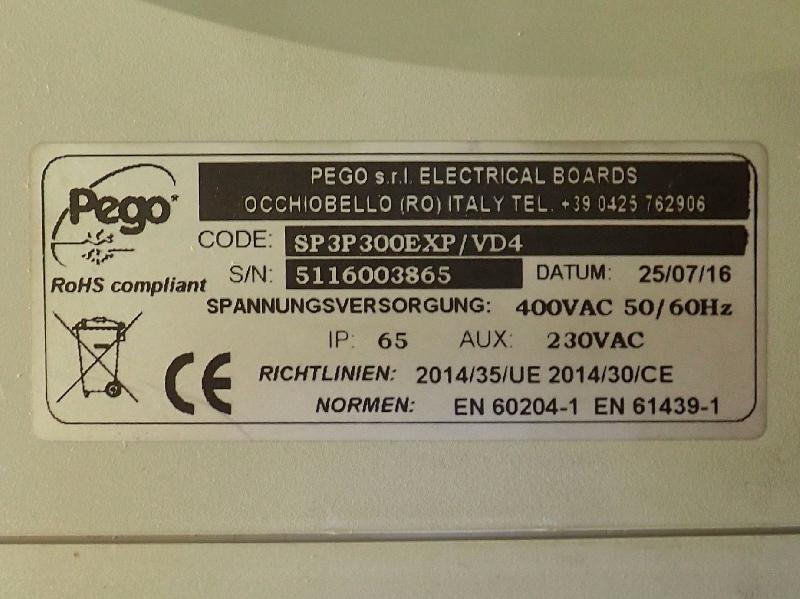 Pego*
PEGO s.r.l. ELECTRICAL BOARDS
OCCHIOBELLO (RO) ITALY TEL. +39 0425 762906
CODE: SP3P300EXP/VD4
RoHS compliant
S/N: 5116003865 DATUM: 25/07/16
SPANNUNGSVERSORGUNG: 400VAC 50/60Hz
IP: 65 AUX: 230VAC
CE
RICHTLINIEN: 2014/35/UE 2014/30/CE
NORMEN: EN 60204-1 EN 61439-1